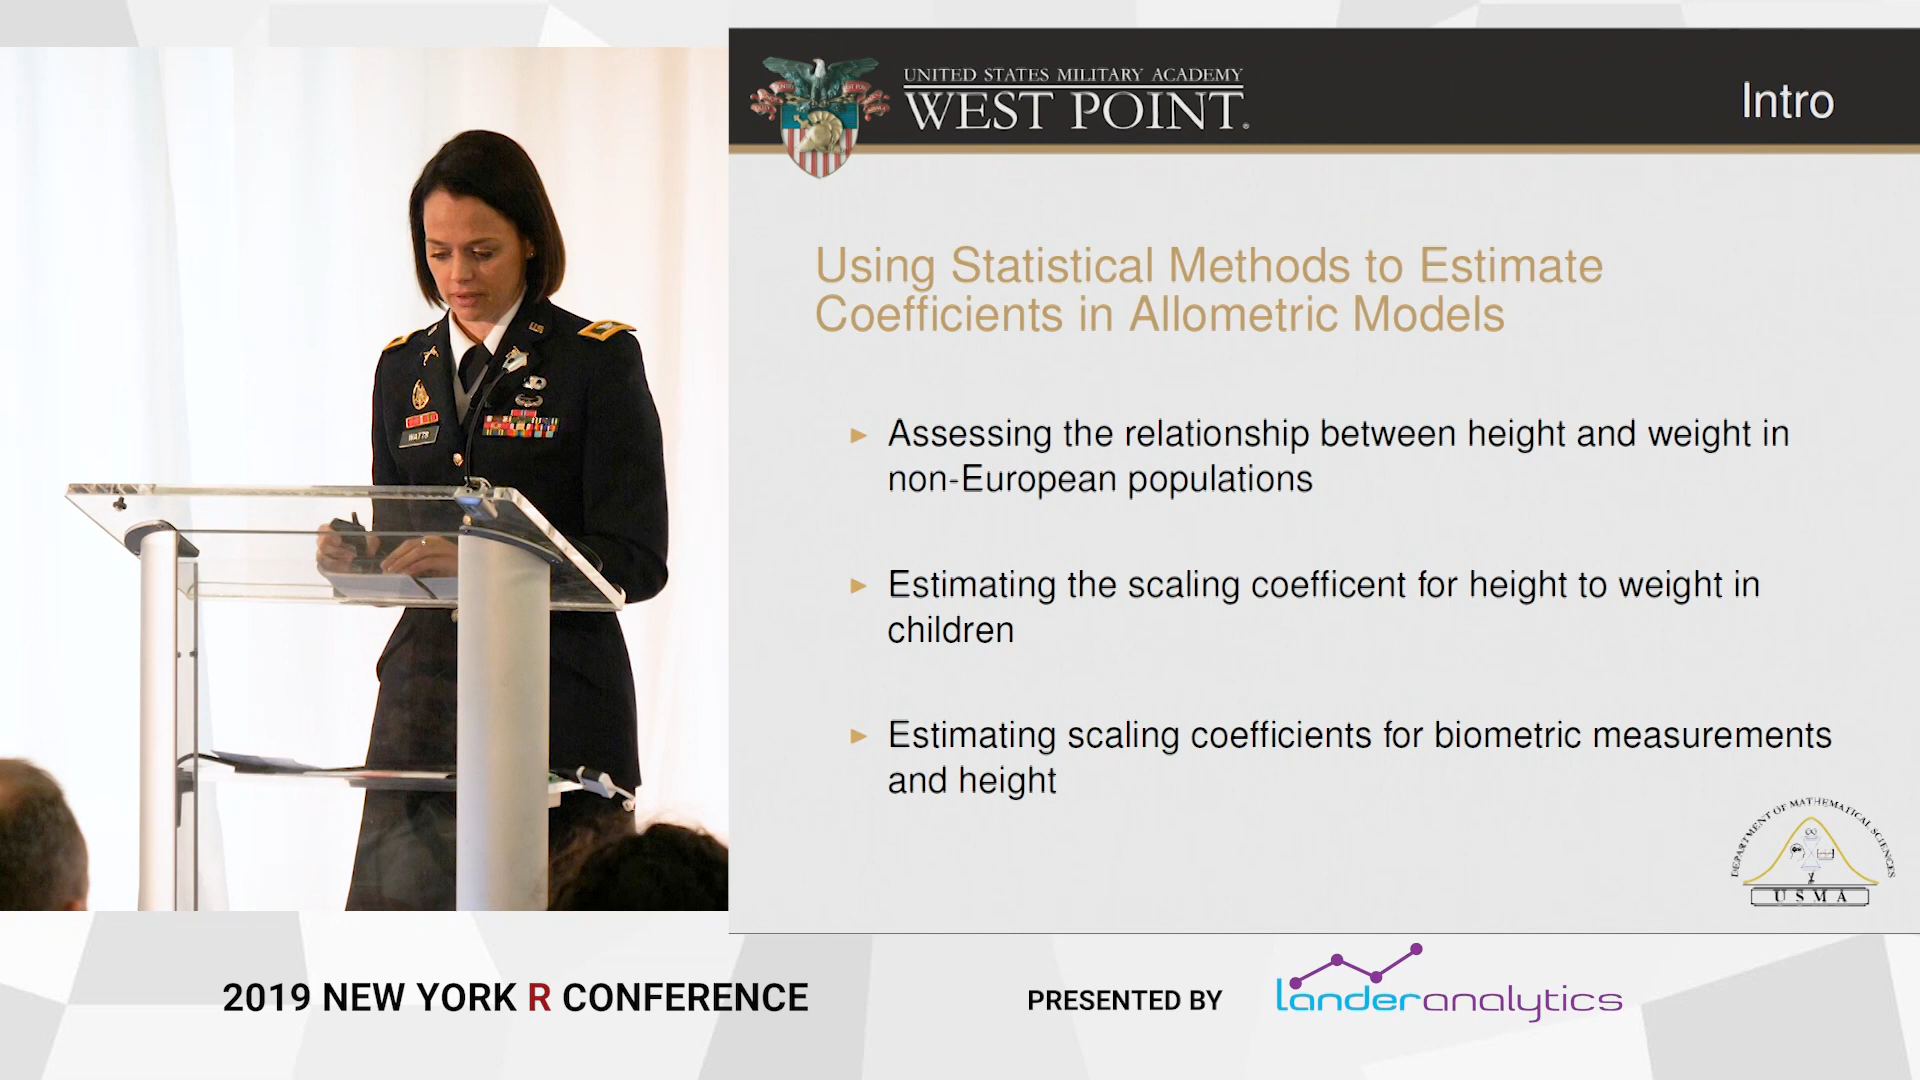 UNITED STATES MILITARY ACADEMY
WEST POINT.
Intro
Using Statistical Methods to Estimate
Coefficients in Allometric Models
Assessing the relationship between height and weight in
non-European populations
Estimating the scaling coefficent for height to weight in
children
Estimating scaling coefficients for biometric measurements
and height
DEPARTMENT OF MATHEMATICAL SCIENCES
USMA
WATTS
2019 NEW YORK R CONFERENCE
PRESENTED BY
landeranalytics